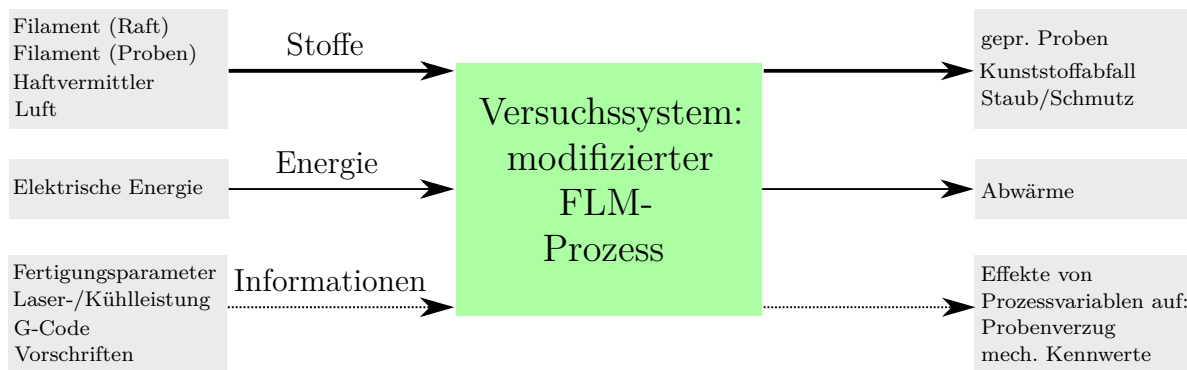 Filament (Raft)
Filament (Proben)
Haftvermittler
Luft
Stoffe
gepr. Proben
Kunststoffabfall
Staub/Schmutz
Versuchssystem:
modifizierter
FLM-
Prozess
Elektrische Energie
Energie
Abwärme
Fertigungsparameter
Laser-/Kühlleistung
G-Code
Vorschriften
Informationen
Effekte von
Prozessvariablen auf:
Probenverzug
mech. Kennwerte